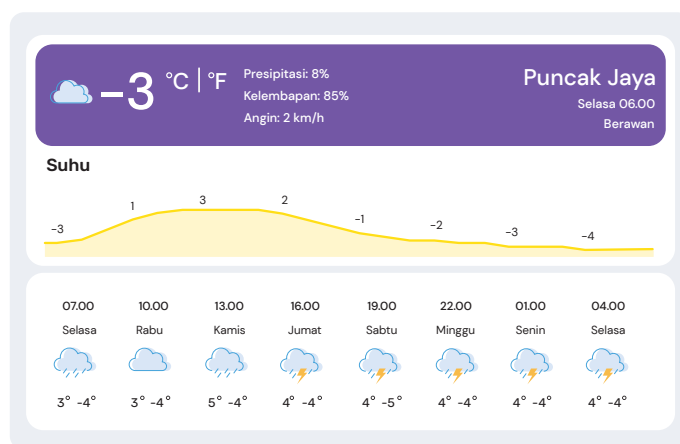 −3 °C | °F
Presipitasi: 8%
Kelembapan: 85%
Angin: 2 km/h
Puncak Jaya
Selasa 06.00
Berawan
Suhu
−3 1 3 2 −1 −2 −3 −4
07.00 10.00 13.00 16.00 19.00 22.00 01.00 04.00
Selasa Rabu Kamis Jumat Sabtu Minggu Senin Selasa
3° -4° 3° -4° 5° -4° 4° -4° 4° -5° 4° -4° 4° -4° 4° -4°